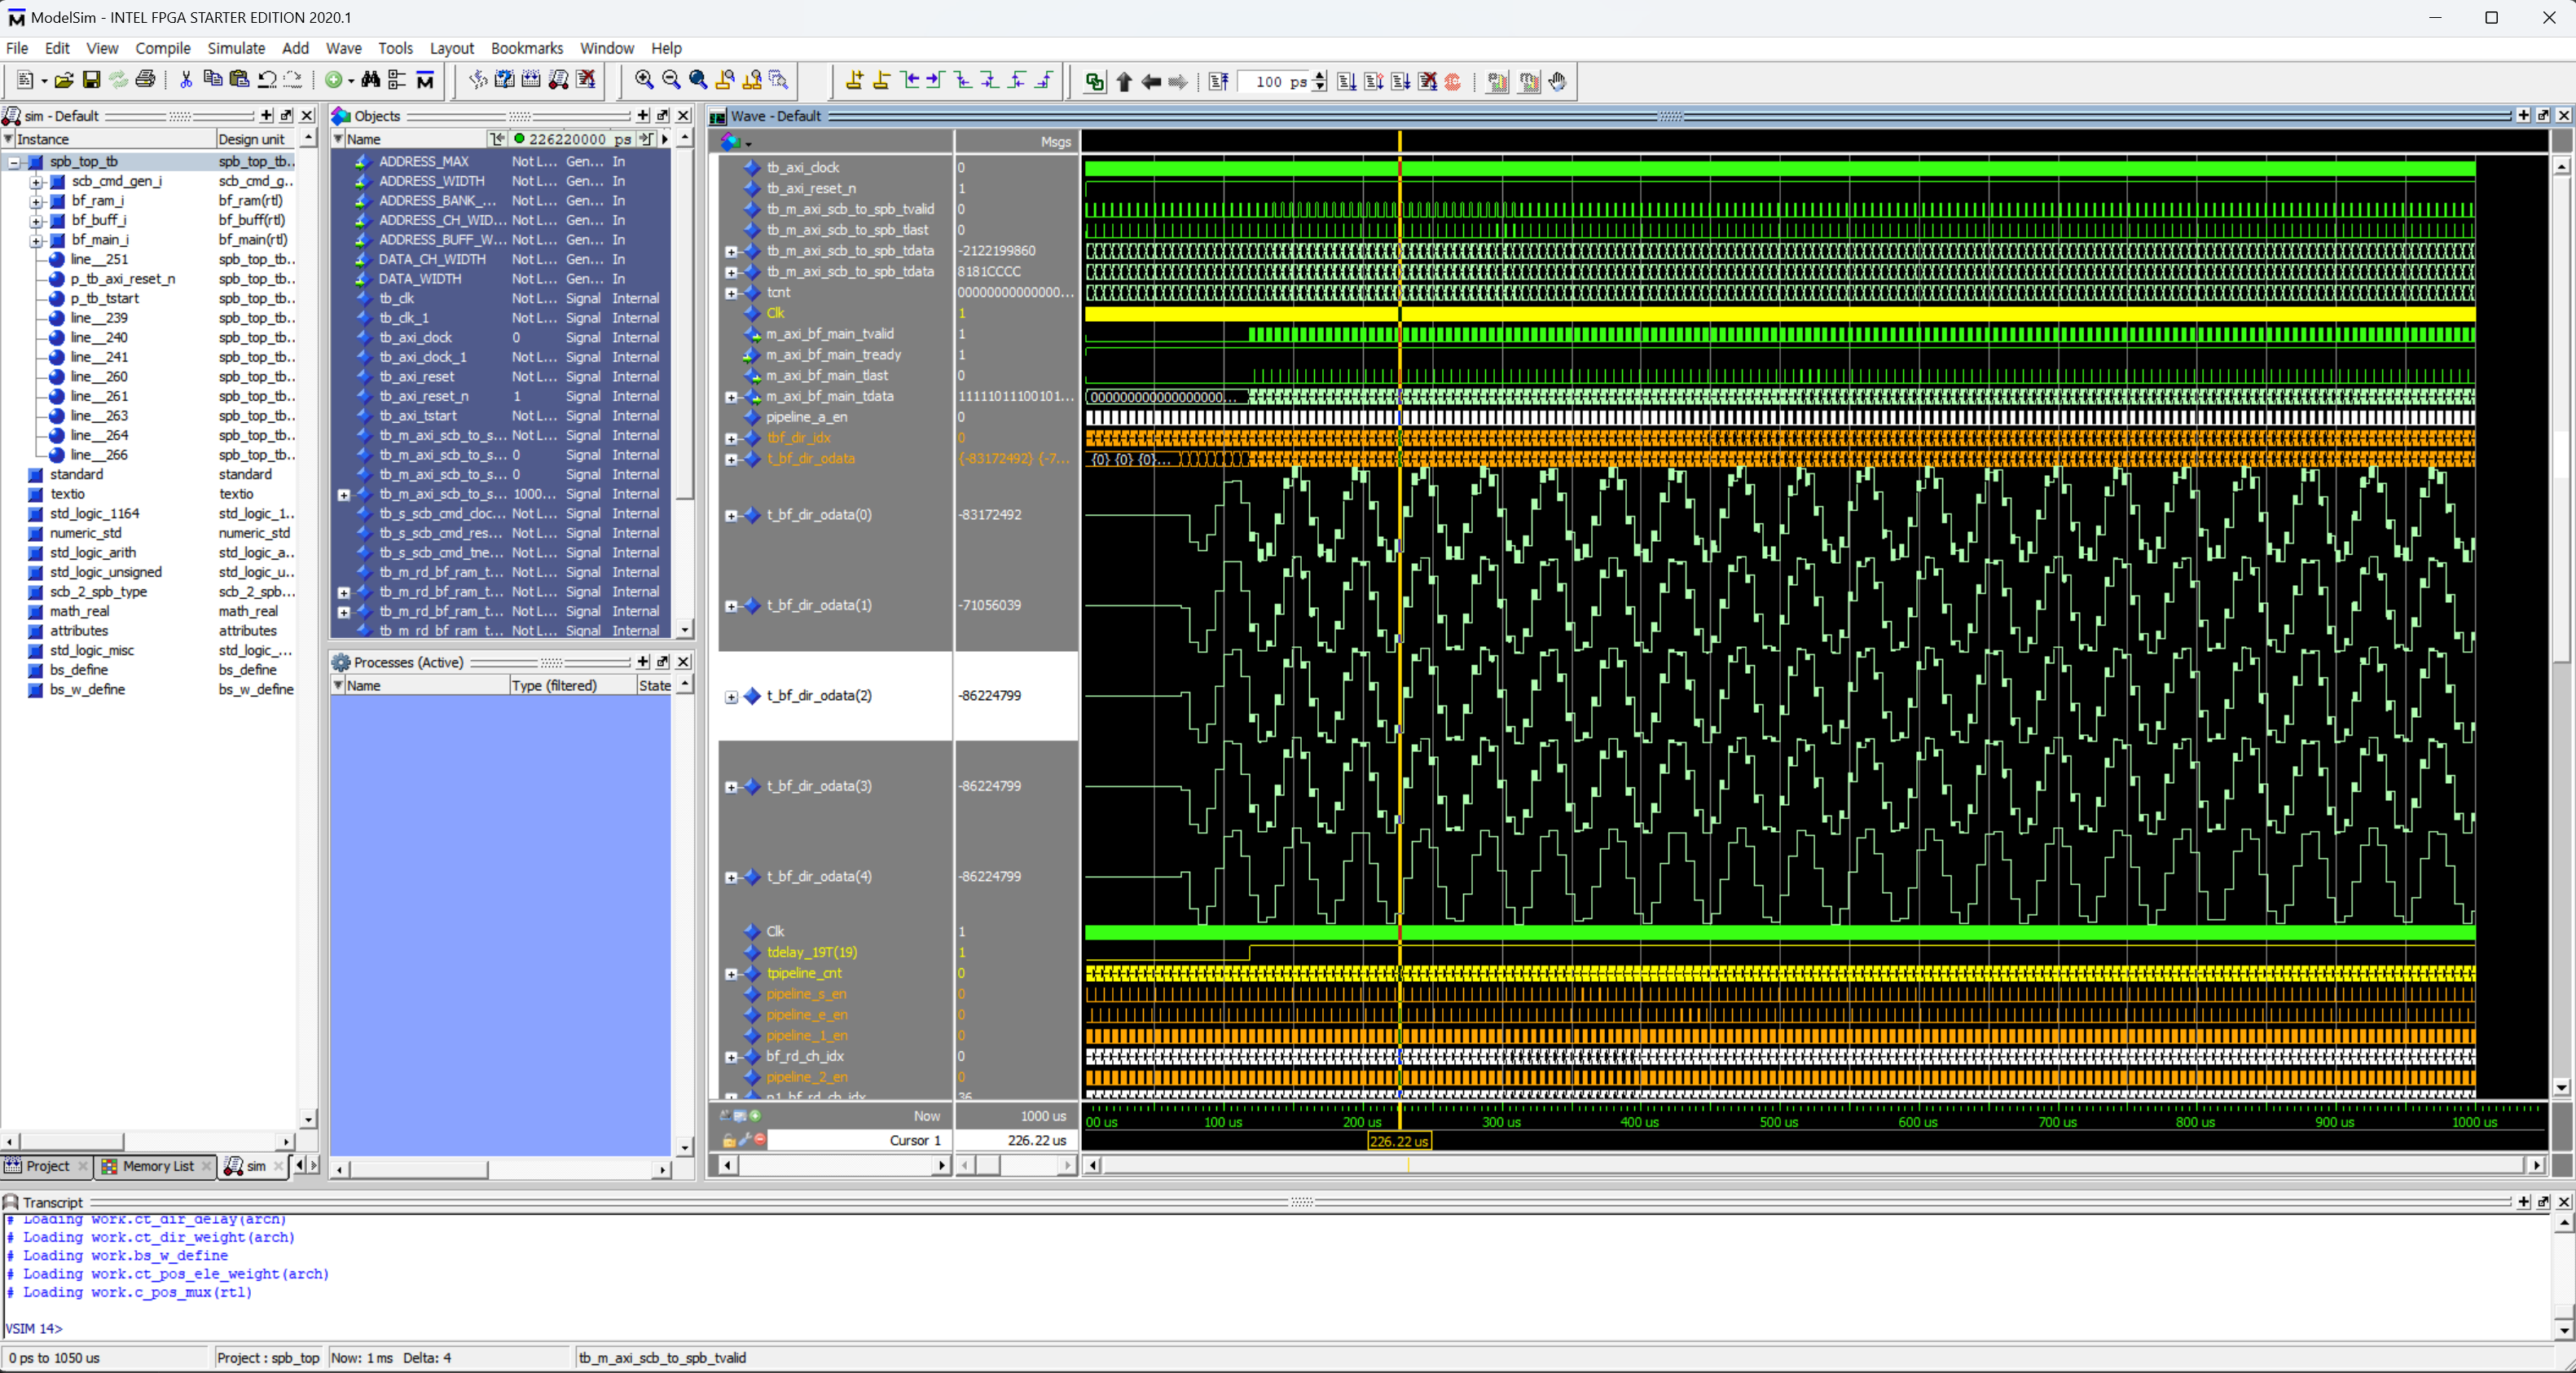 ModelSim - INTEL FPGA STARTER EDITION 2020.1
File Edit View Compile Simulate Add Wave Tools Layout Bookmarks Window Help
100 ps
sim - Default
Instance Design unit
spb_top_tb spb_top_tb..
scb_cmd_gen_i scb_cmd_g..
bf_ram_i bf_ram(rtl)
bf_buff_i bf_buff(rtl)
bf_main_i bf_main(rtl)
line__251 spb_top_tb..
p_tb_axi_reset_n spb_top_tb..
p_tb_tstart spb_top_tb..
line__239 spb_top_tb..
line__240 spb_top_tb..
line__241 spb_top_tb..
line__260 spb_top_tb..
line__261 spb_top_tb..
line__263 spb_top_tb..
line__264 spb_top_tb..
line__266 spb_top_tb..
standard standard
textio textio
std_logic_1164 std_logic_1..
numeric_std numeric_std
std_logic_arith std_logic_a..
std_logic_unsigned std_logic_u..
scb_2_spb_type scb_2_spb...
math_real math_real
attributes attributes
std_logic_misc std_logic_...
bs_define bs_define
bs_w_define bs_w_define
Project Memory List sim
Objects
Name 226220000 ps
ADDRESS_MAX Not L... Gen... In
ADDRESS_WIDTH Not L... Gen... In
ADDRESS_BANK_... Not L... Gen... In
ADDRESS_CH_WID... Not L... Gen... In
ADDRESS_BUFF_W... Not L... Gen... In
DATA_CH_WIDTH Not L... Gen... In
DATA_WIDTH Not L... Gen... In
tb_clk Not L... Signal Internal
tb_clk_1 Not L... Signal Internal
tb_axi_clock 0 Signal Internal
tb_axi_clock_1 Not L... Signal Internal
tb_axi_reset Not L... Signal Internal
tb_axi_reset_n 1 Signal Internal
tb_axi_tstart Not L... Signal Internal
tb_m_axi_scb_to_s... Not L... Signal Internal
tb_m_axi_scb_to_s... 0 Signal Internal
tb_m_axi_scb_to_s... 0 Signal Internal
tb_m_axi_scb_to_s... 1000... Signal Internal
tb_s_scb_cmd_cloc... Not L... Signal Internal
tb_s_scb_cmd_res... Not L... Signal Internal
tb_s_scb_cmd_tne... Not L... Signal Internal
tb_m_rd_bf_ram_t... Not L... Signal Internal
tb_m_rd_bf_ram_t... Not L... Signal Internal
tb_m_rd_bf_ram_t... Not L... Signal Internal
tb_m_rd_bf_ram_t... Not L... Signal Internal
Processes (Active)
Name Type (filtered) State
Wave - Default
Msgs
tb_axi_clock 0
tb_axi_reset_n 1
tb_m_axi_scb_to_spb_tvalid 0
tb_m_axi_scb_to_spb_tlast 0
tb_m_axi_scb_to_spb_tdata -2122199860
tb_m_axi_scb_to_spb_tdata 8181CCCC
tcnt 00000000000000...
Clk 1
m_axi_bf_main_tvalid 1
m_axi_bf_main_tready 1
m_axi_bf_main_tlast 0
m_axi_bf_main_tdata 11111011100101... 000000000000000000...
pipeline_a_en 0
tbf_dir_idx 0
t_bf_dir_odata {-83172492} {-7... {0} {0} {0}...
t_bf_dir_odata(0) -83172492
t_bf_dir_odata(1) -71056039
t_bf_dir_odata(2) -86224799
t_bf_dir_odata(3) -86224799
t_bf_dir_odata(4) -86224799
Clk 1
tdelay_19T(19) 1
tpipeline_cnt 0
pipeline_s_en 0
pipeline_e_en 0
pipeline_1_en 0
bf_rd_ch_idx 0
pipeline_2_en 0
p1_bf_rd_ch_idx 36
Now 1000 us
00 us 100 us 200 us 300 us 400 us 500 us 600 us 700 us 800 us 900 us 1000 us
Cursor 1 226.22 us
226.22 us
Transcript
# Loading work.ct_dir_delay(arch)
# Loading work.ct_dir_weight(arch)
# Loading work.bs_w_define
# Loading work.ct_pos_ele_weight(arch)
# Loading work.c_pos_mux(rtl)
VSIM 14>
0 ps to 1050 us Project : spb_top Now: 1 ms Delta: 4 tb_m_axi_scb_to_spb_tvalid